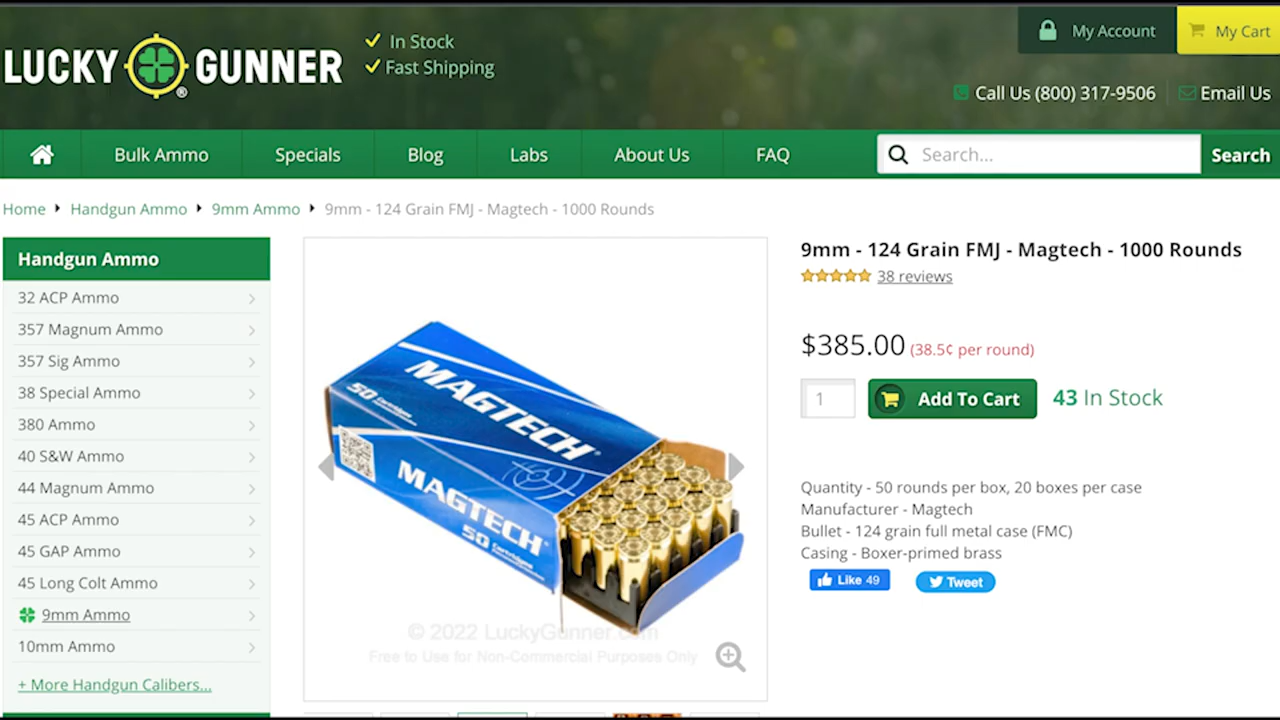 LUCKY GUNNER ®
In Stock
Fast Shipping
My Account
My Cart
Call Us (800) 317-9506
Email Us
Bulk Ammo
Specials
Blog
Labs
About Us
FAQ
Search...
Search
Home
Handgun Ammo
9mm Ammo
9mm - 124 Grain FMJ - Magtech - 1000 Rounds
Handgun Ammo
32 ACP Ammo
357 Magnum Ammo
357 Sig Ammo
38 Special Ammo
380 Ammo
40 S&W Ammo
44 Magnum Ammo
45 ACP Ammo
45 GAP Ammo
45 Long Colt Ammo
9mm Ammo
10mm Ammo
+ More Handgun Calibers...
MAGTECH
50 Cartridges
MAGTECH
50 Cartridges
© 2022 LuckyGunner.com
Free to Use for Non-Commercial Purposes Only
9mm - 124 Grain FMJ - Magtech - 1000 Rounds
38 reviews
$385.00 (38.5¢ per round)
1
Add To Cart
43 In Stock
Quantity - 50 rounds per box, 20 boxes per case
Manufacturer - Magtech
Bullet - 124 grain full metal case (FMC)
Casing - Boxer-primed brass
Like 49
Tweet